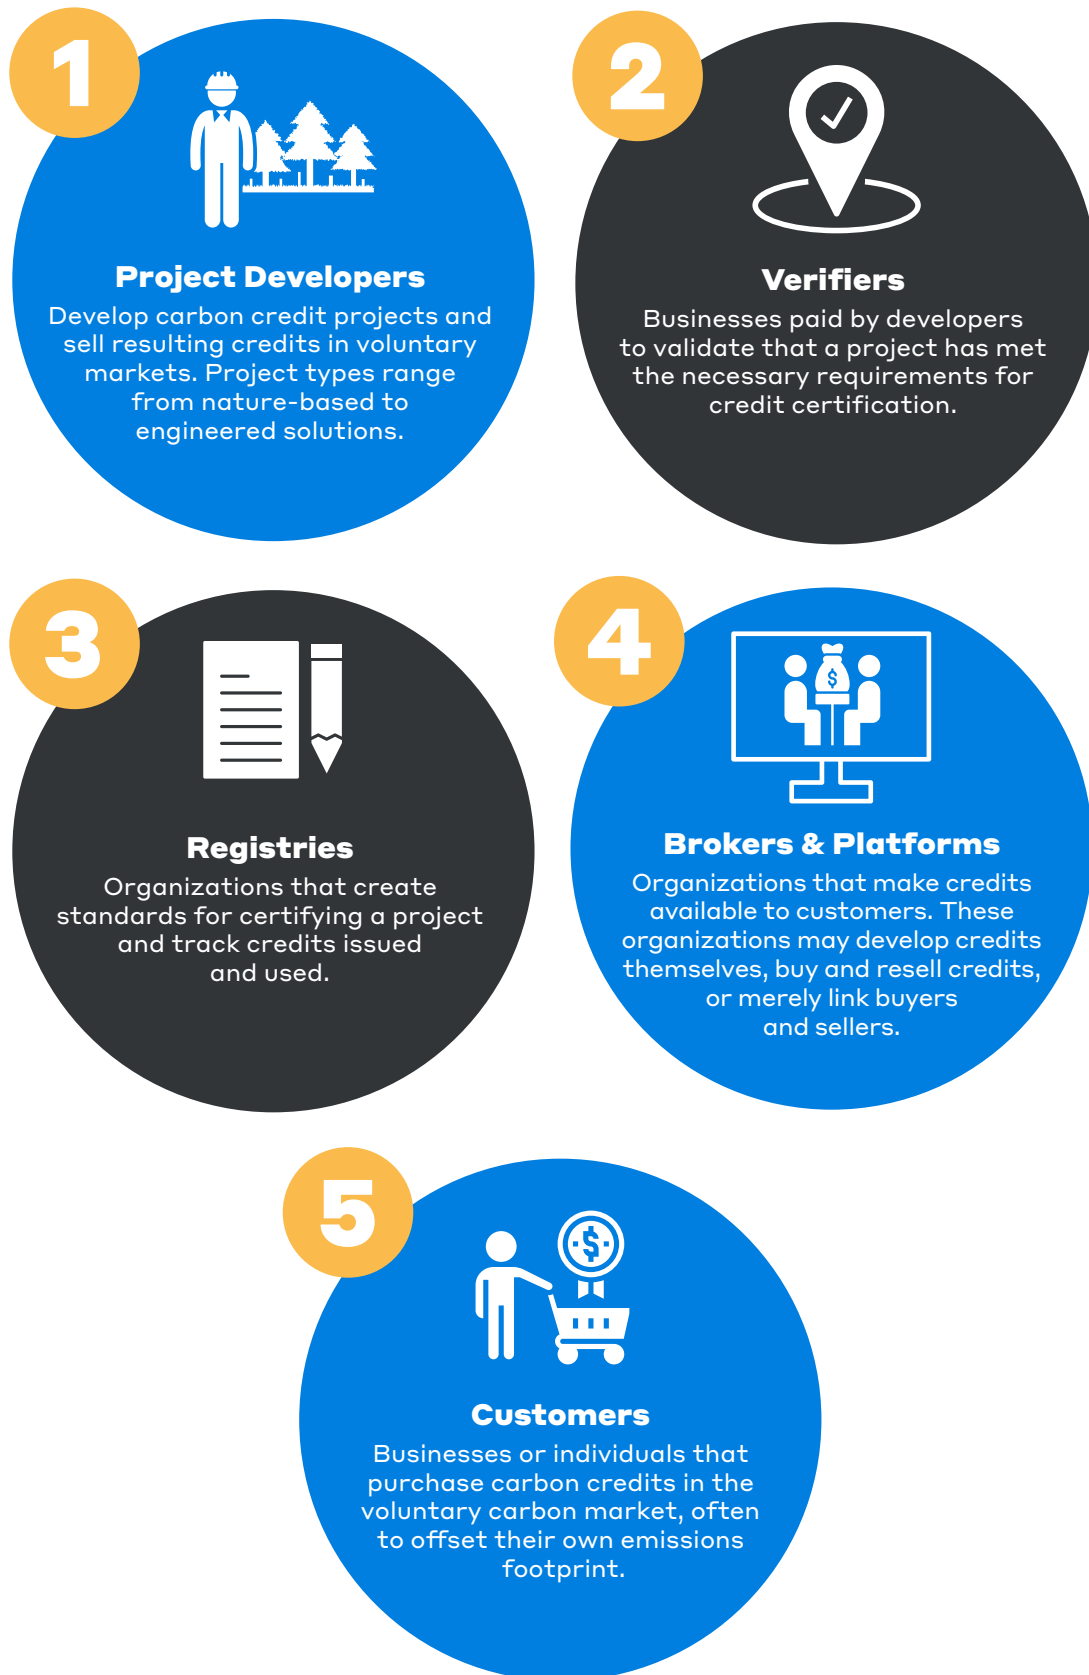 1
Project Developers
Develop carbon credit projects and
sell resulting credits in voluntary
markets. Project types range
from nature-based to
engineered solutions.
2
Verifiers
Businesses paid by developers
to validate that a project has met
the necessary requirements for
credit certification.
3
Registries
Organizations that create
standards for certifying a project
and track credits issued
and used.
4
$
Brokers & Platforms
Organizations that make credits
available to customers. These
organizations may develop credits
themselves, buy and resell credits,
or merely link buyers
and sellers.
5
$
Customers
Businesses or individuals that
purchase carbon credits in the
voluntary carbon market, often
to offset their own emissions
footprint.